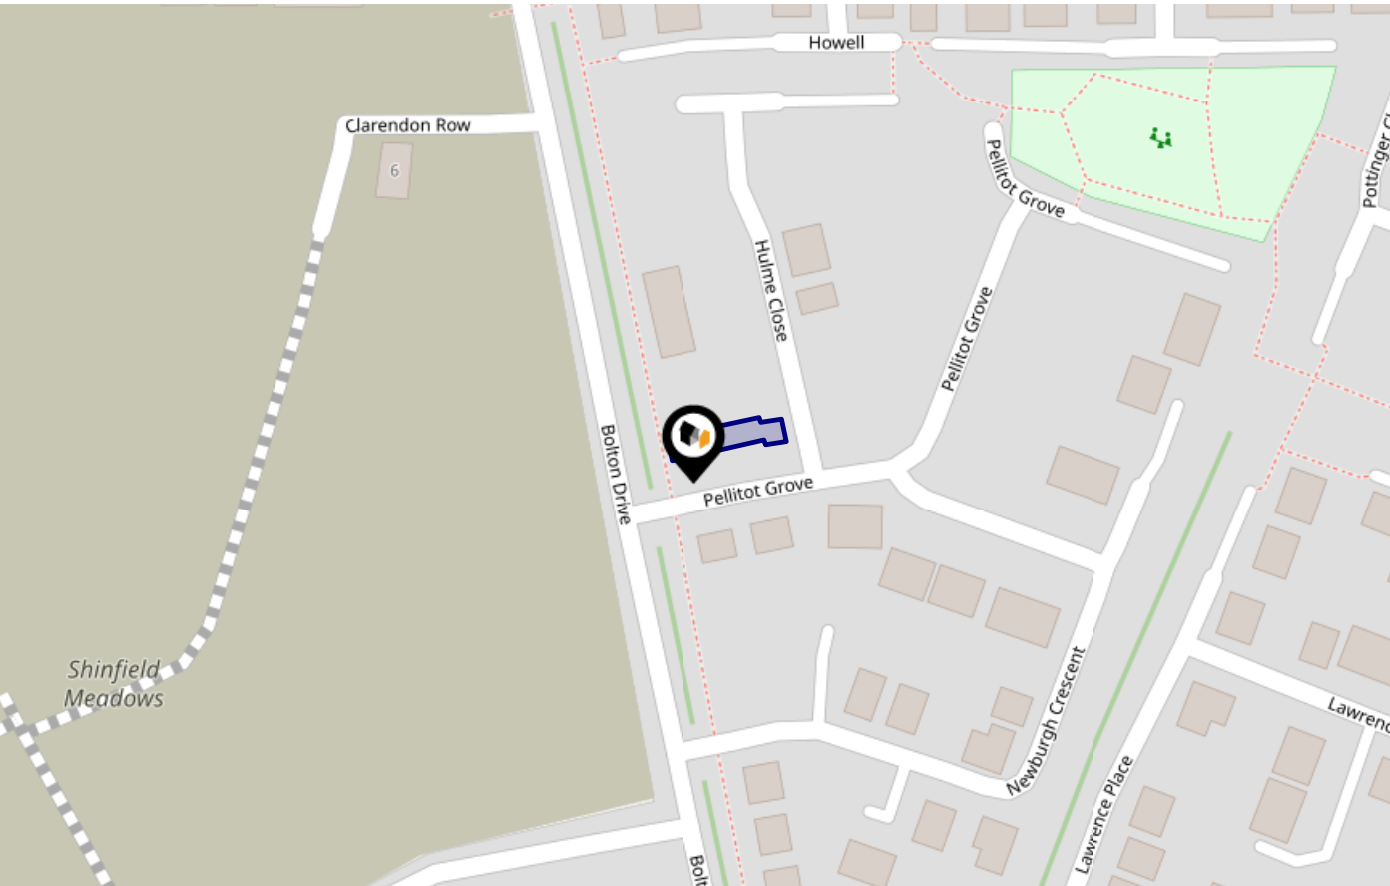 Howell
Clarendon Row
6
Pellitot Grove
Hulme Close
Pellitot Grove
Bolton Drive
Pellitot Grove
Shinfield
Meadows
Newburgh Crescent
Lawrence Place
Lawrenc
Bolt
Pottinger Cl